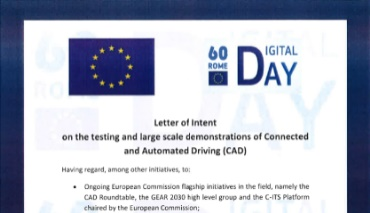 60
ROME
DIGITAL
DAY
Letter of Intent
on the testing and large scale demonstrations of Connected
and Automated Driving (CAD)
Having regard, among other initiatives, to:
• Ongoing European Commission flagship initiatives in the field, namely the
CAD Roundtable, the GEAR 2030 high level group and the C-ITS Platform
chaired by the European Commission;